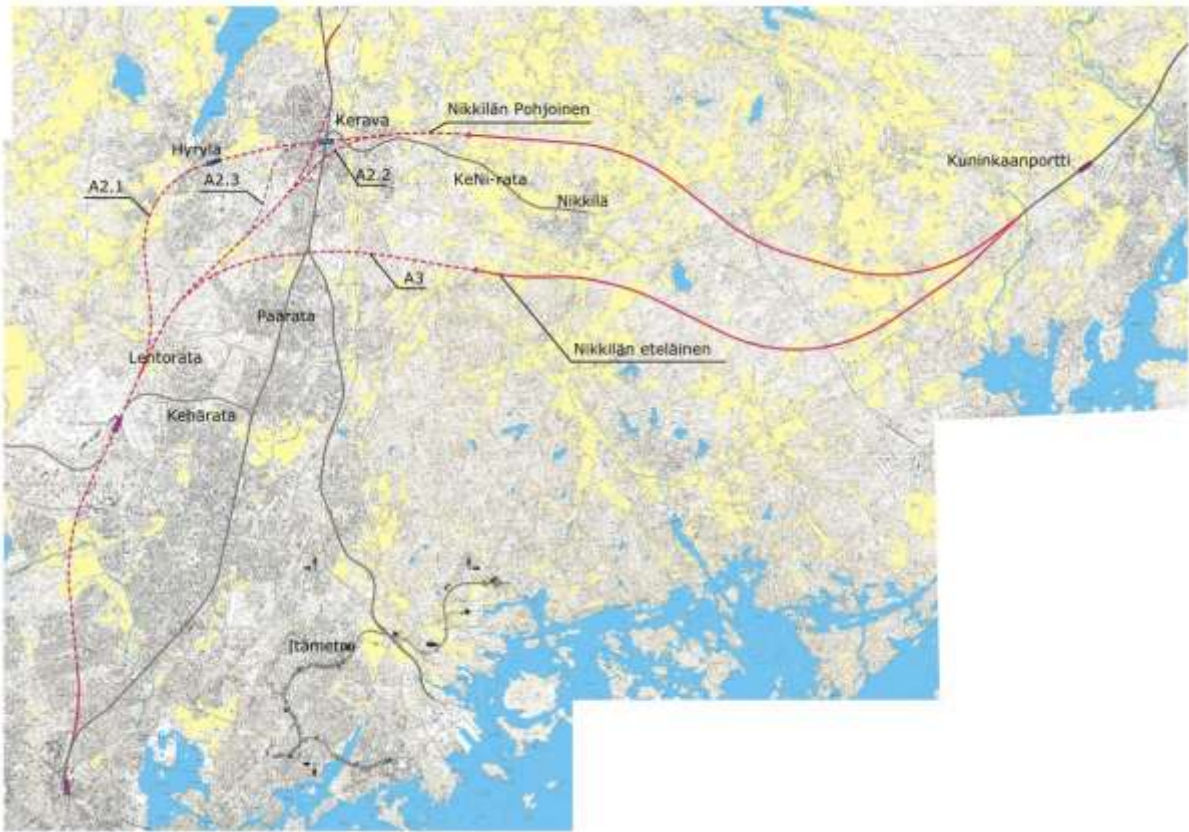 Kerava
Nikkilän Pohjoinen
Hyrylä
Kuninkaanportti
A2.1
A2.3
A2.2
KeNi-rata
Nikkilä
A3
Päärata
Nikkilän eteläinen
Lentorata
Kehärata
Itämetro